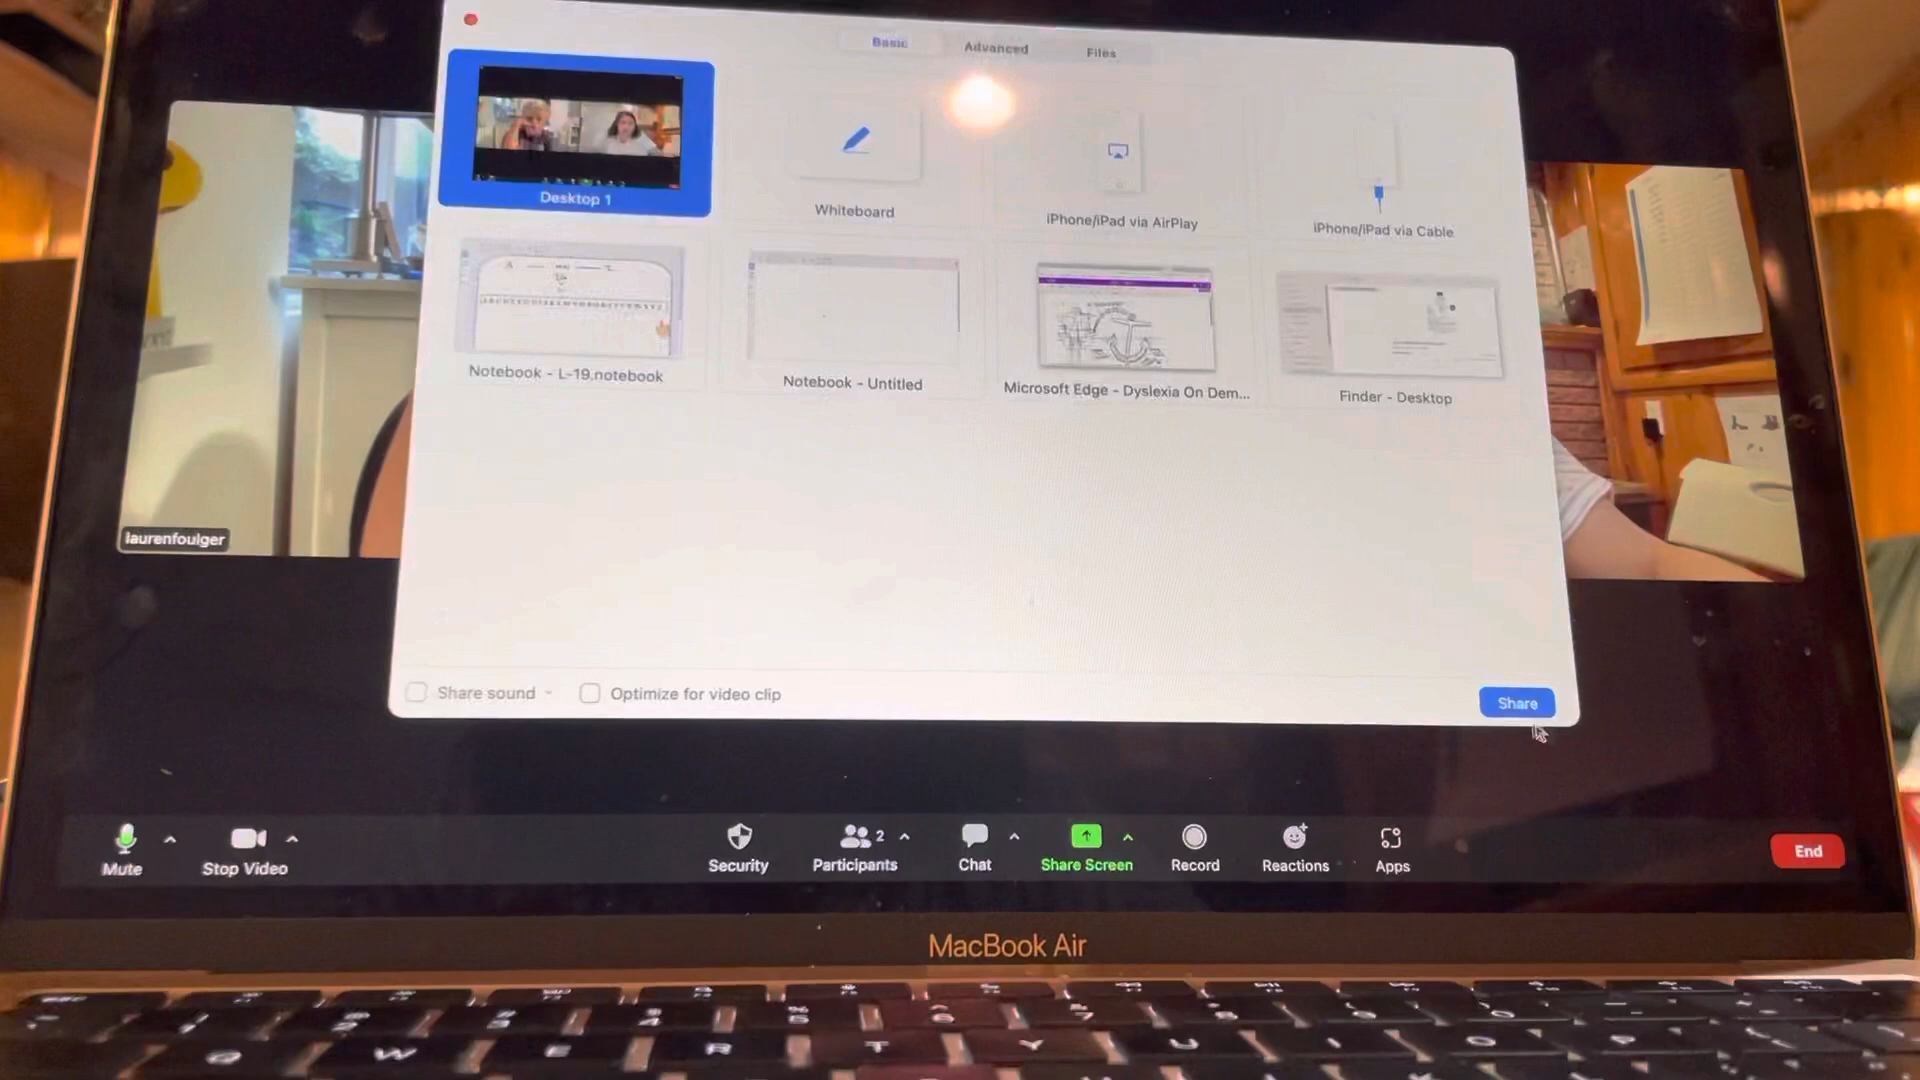 Basic
Advanced
Files
Desktop 1
Whiteboard
iPhone/iPad via AirPlay
iPhone/iPad via Cable
Notebook - L-19.notebook
Notebook - Untitled
Microsoft Edge - Dyslexia On Dem...
Finder - Desktop
laurenfoulger
Share sound
Optimize for video clip
Share
Mute
Stop Video
Security
Participants
2
Chat
Share Screen
Record
Reactions
Apps
End
MacBook Air
Q W E R T Y U I O P